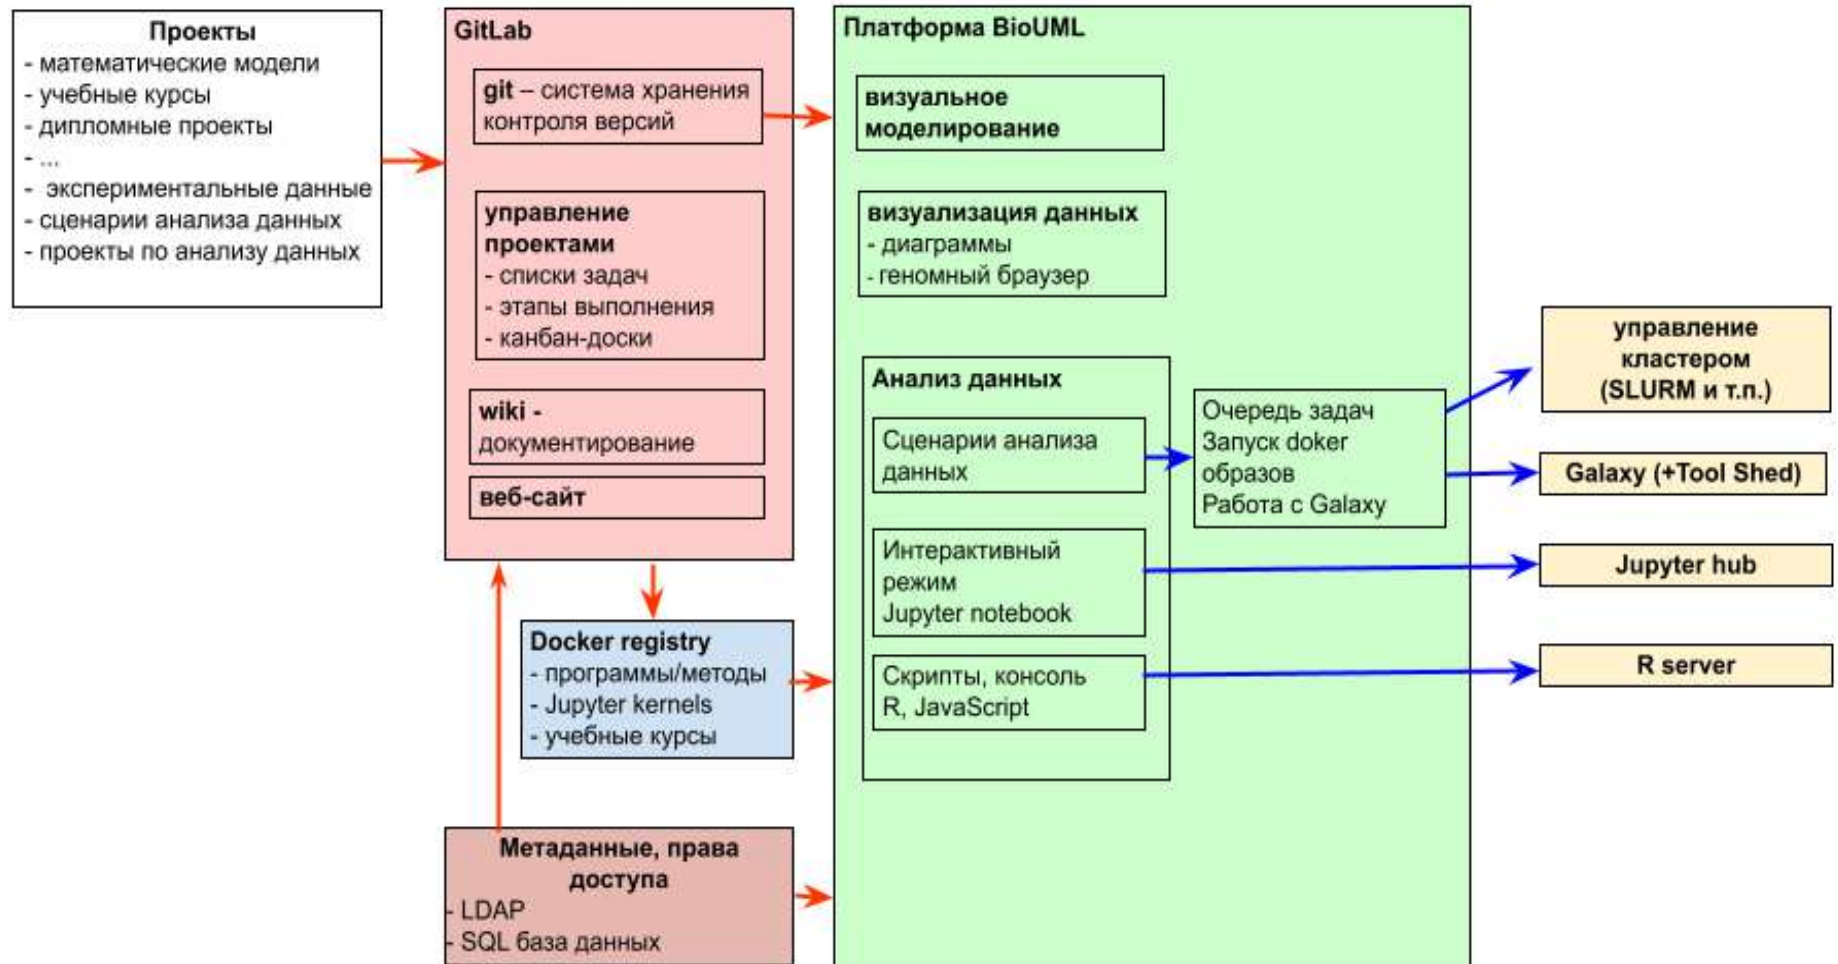 Проекты
- математические модели
- учебные курсы
- дипломные проекты
- ...
- экспериментальные данные
- сценарии анализа данных
- проекты по анализу данных
GitLab
git – система хранения
контроля версий
управление
проектами
- списки задач
- этапы выполнения
- канбан-доски
wiki -
документирование
веб-сайт
Docker registry
- программы/методы
- Jupyter kernels
- учебные курсы
Метаданные, права
доступа
- LDAP
- SQL база данных
Платформа BioUML
визуальное
моделирование
визуализация данных
- диаграммы
- геномный браузер
Анализ данных
Сценарии анализа
данных
Интерактивный
режим
Jupyter notebook
Скрипты, консоль
R, JavaScript
Очередь задач
Запуск doker
образов
Работа с Galaxy
управление
кластером
(SLURM и т.п.)
Galaxy (+Tool Shed)
Jupyter hub
R server